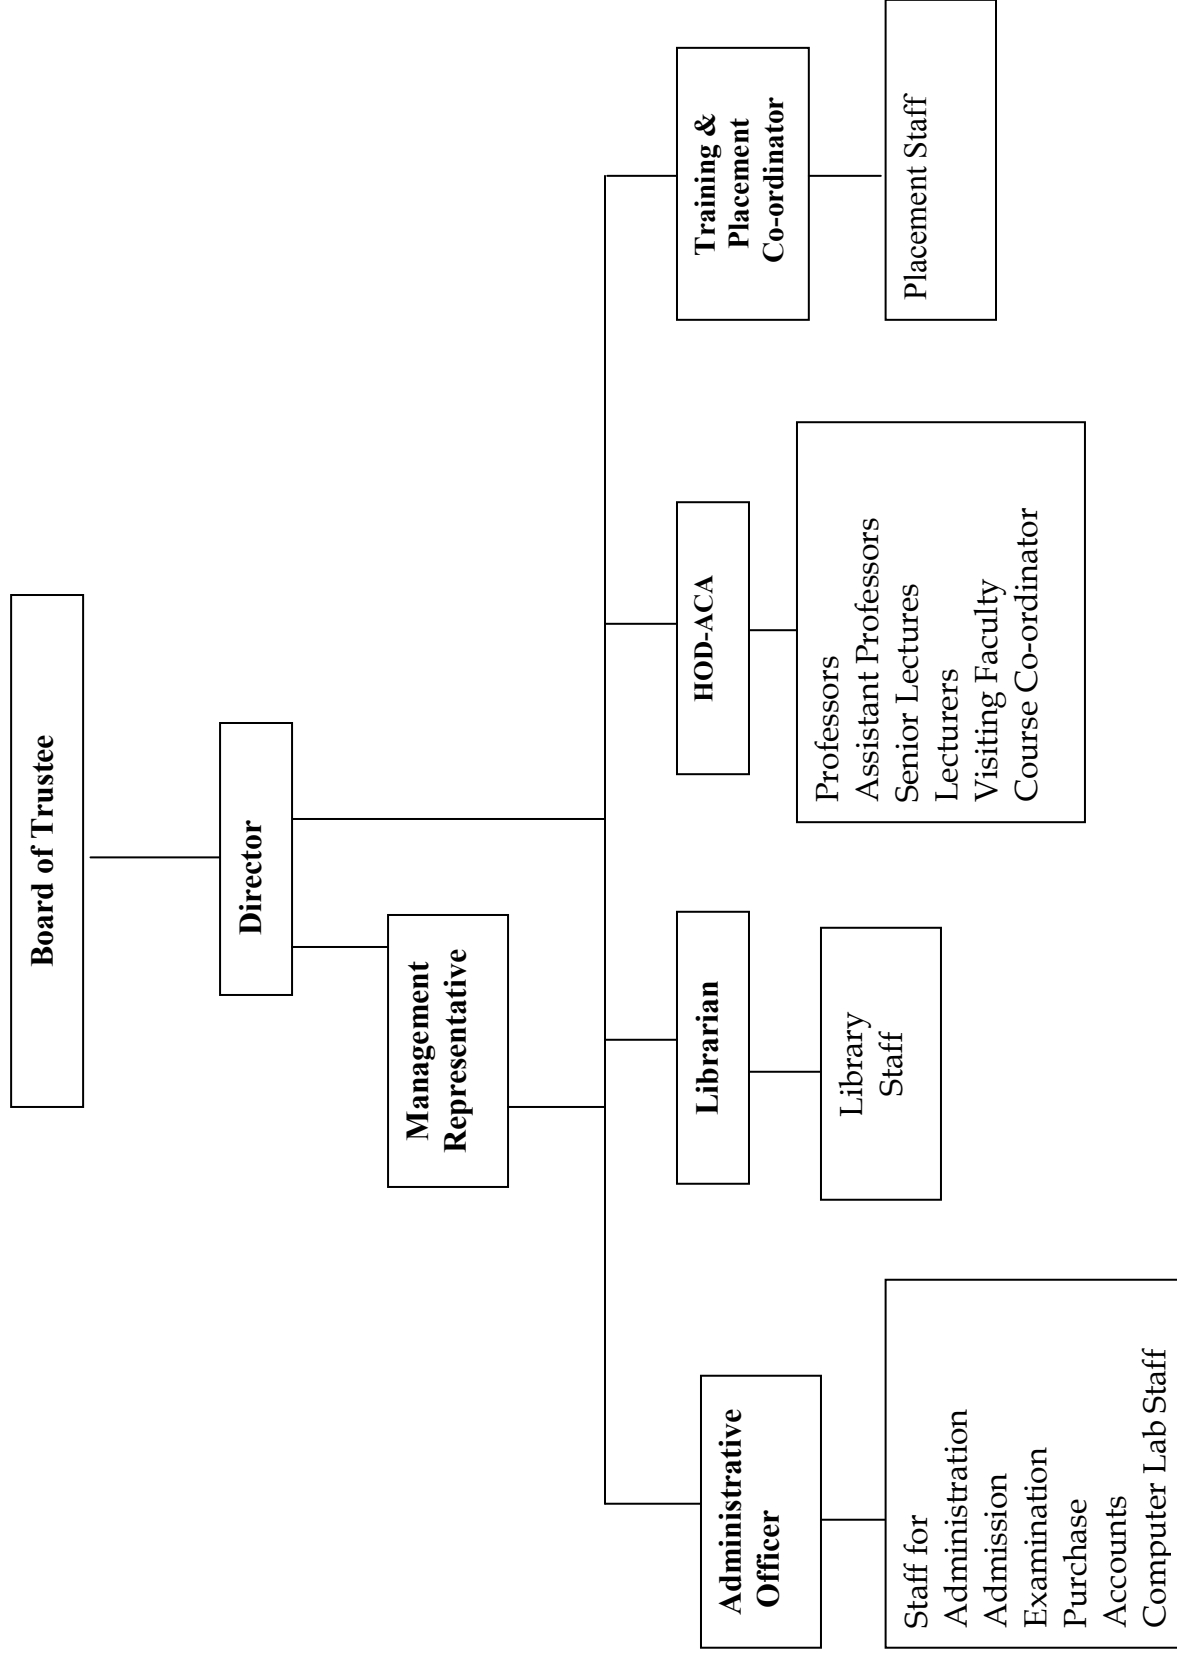 Board of Trustee
Director
Management
Representative
Administrative
Officer
Librarian
HOD-ACA
Training &
Placement
Co-ordinator
Staff for
Administration
Admission
Examination
Purchase
Accounts
Computer Lab Staff
Library
Staff
Professors
Assistant Professors
Senior Lectures
Lecturers
Visiting Faculty
Course Co-ordinator
Placement Staff